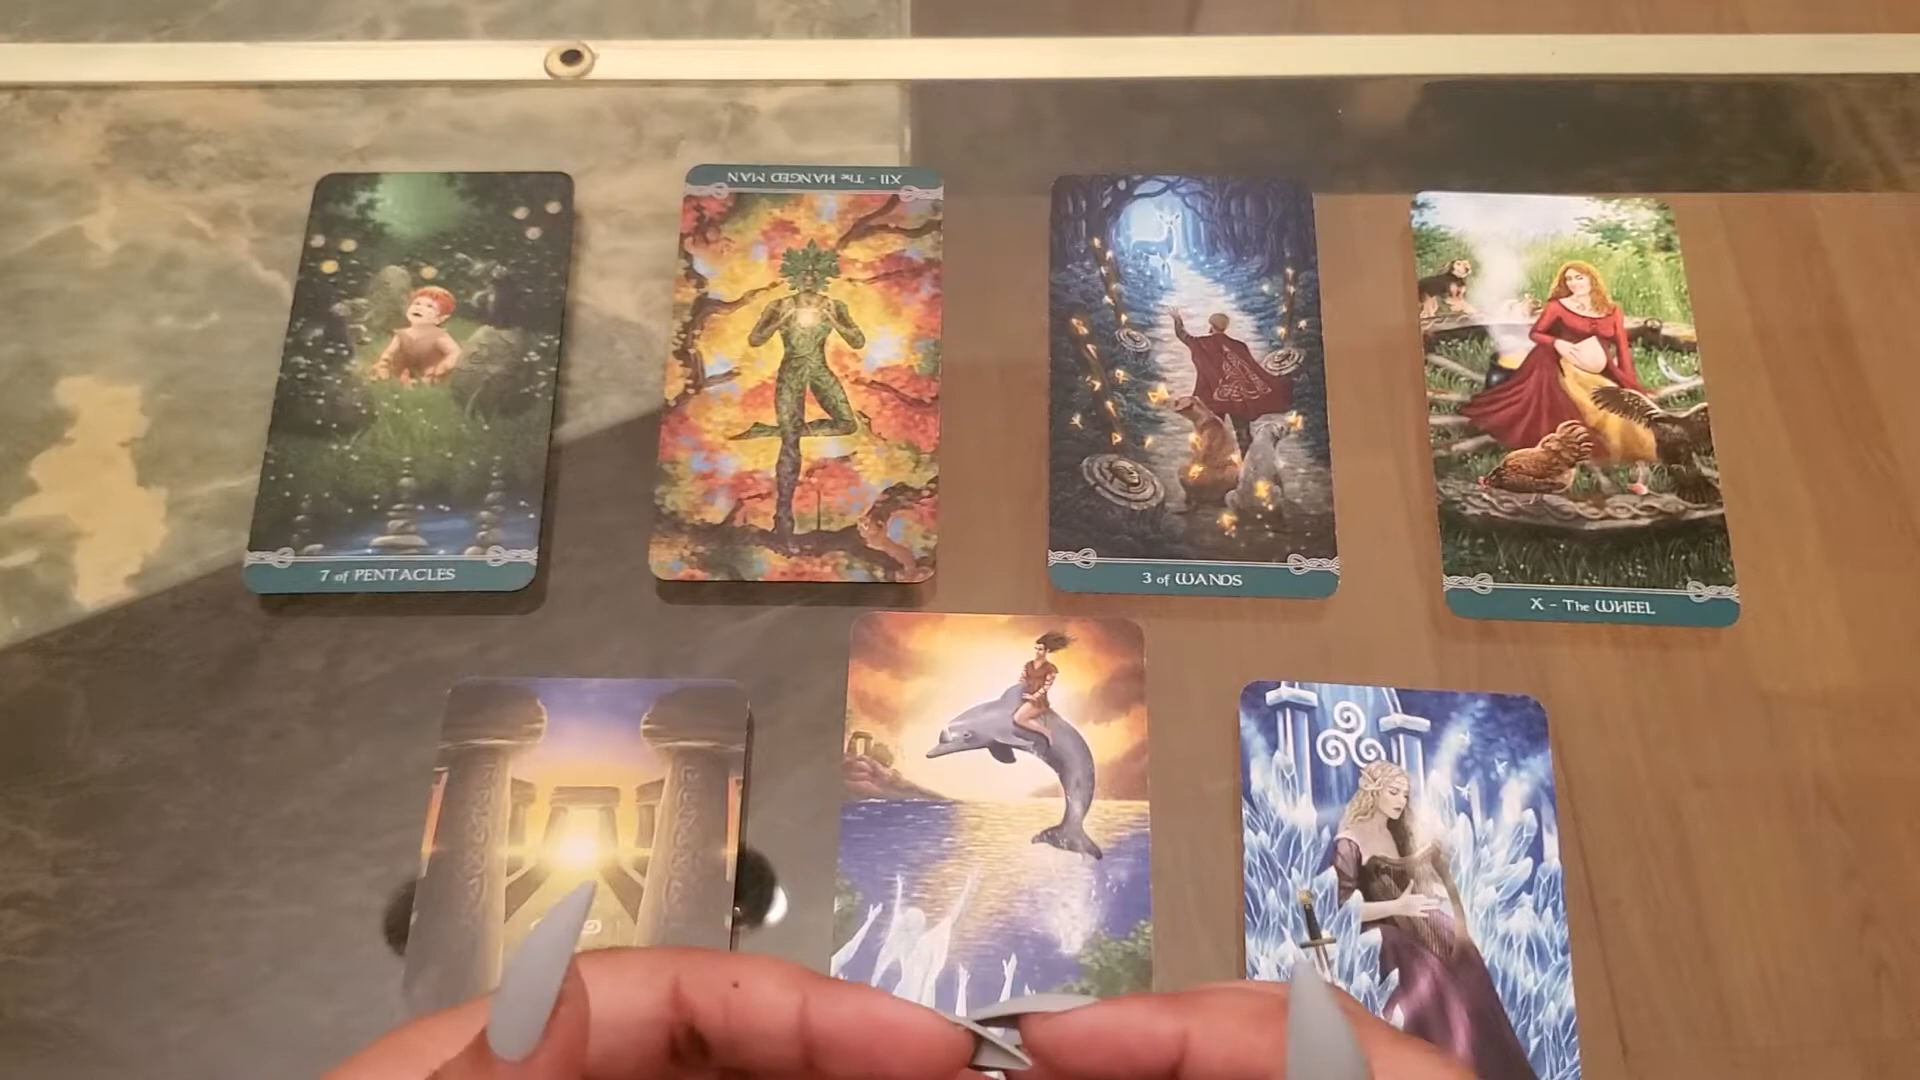 7 of PENTACLES
XII - The HANGED MAN
3 of WANDS
X - The WHEEL